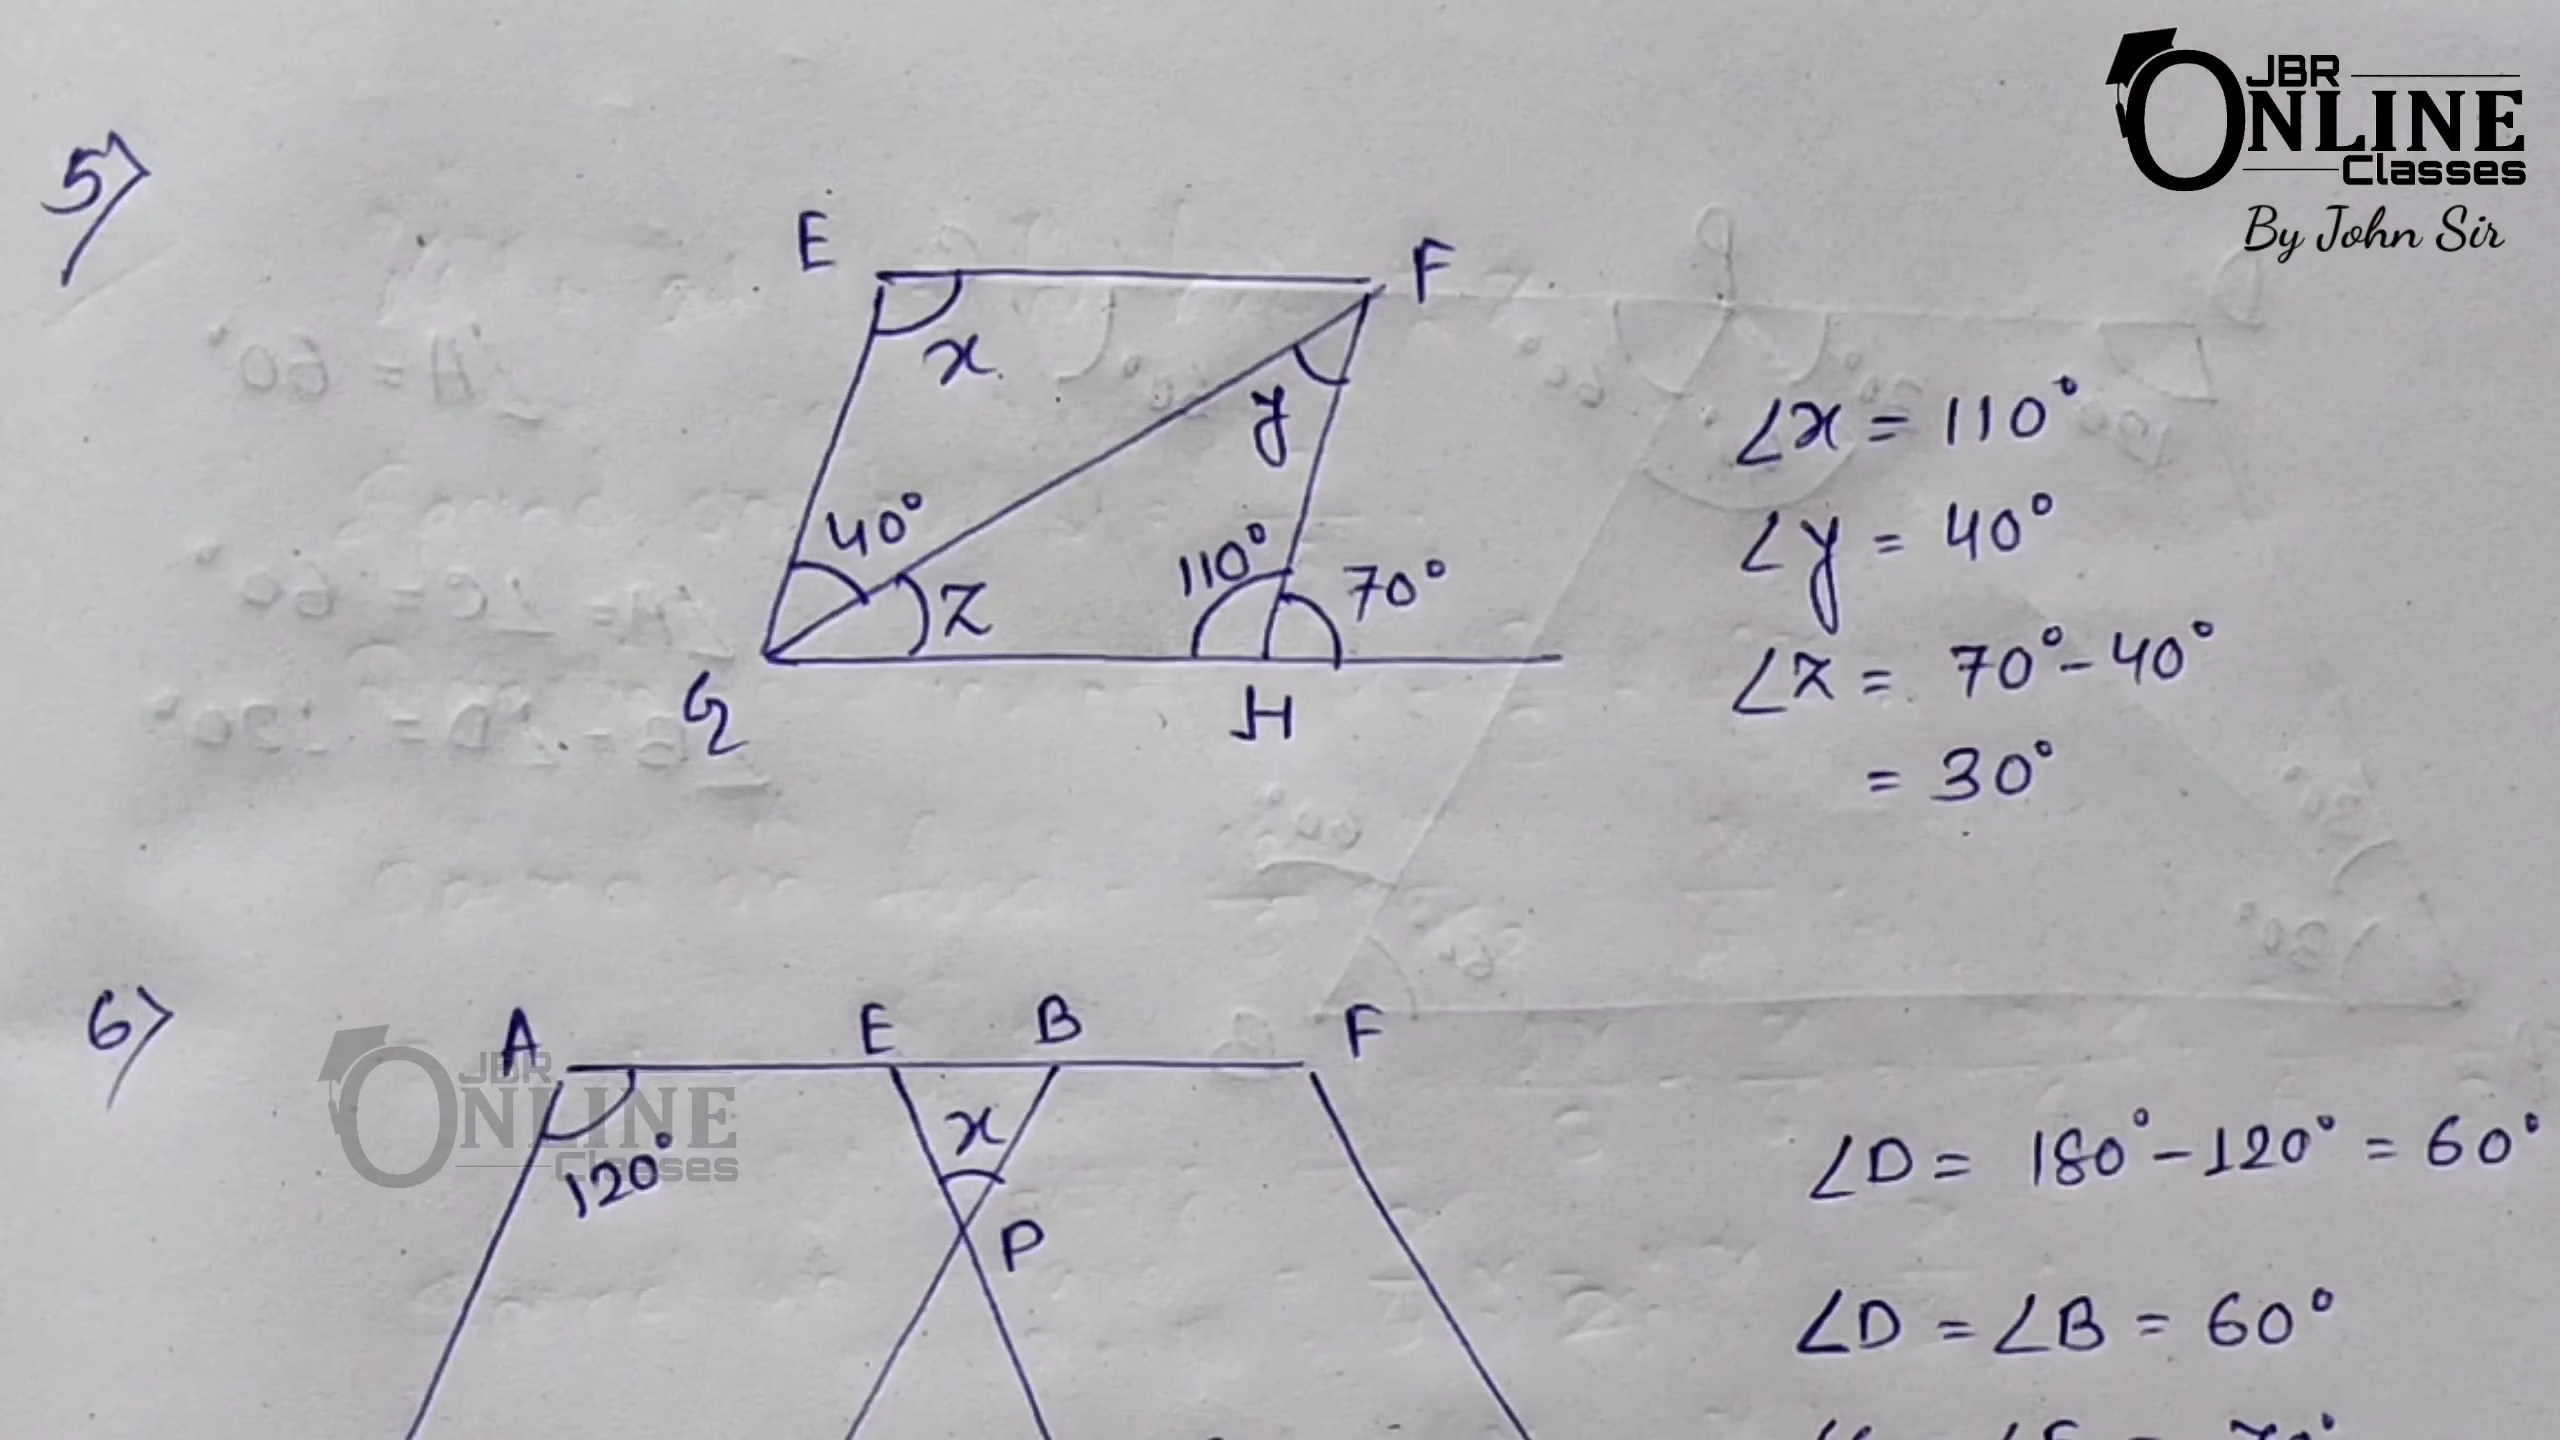 JBR
ONLINE
Classes
By John Sir
5)
E
F
x
y
40°
z
110°
70°
G
H
∠x = 110°
∠y = 40°
∠z = 70° - 40°
= 30°
6)
A
E
B
F
JBR
ONLINE
Classes
120°
x
P
∠D = 180° - 120° = 60°
∠D = ∠B = 60°